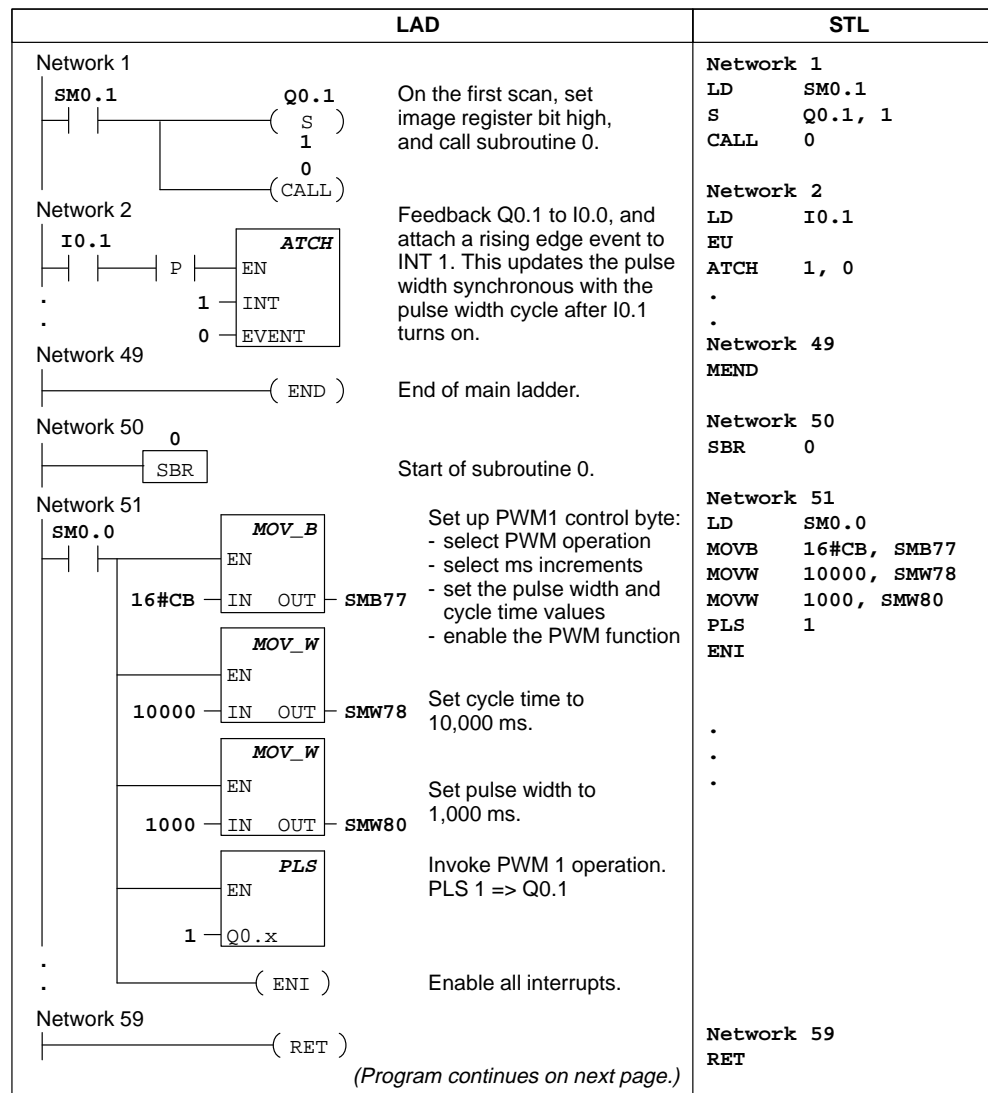 LAD
STL
Network 1
SM0.1
Q0.1
S
1
0
CALL
On the first scan, set
image register bit high,
and call subroutine 0.
Network 2
I0.1
P
ATCH
EN
1
INT
0
EVENT
.
.
Feedback Q0.1 to I0.0, and
attach a rising edge event to
INT 1. This updates the pulse
width synchronous with the
pulse width cycle after I0.1
turns on.
Network 49
END
End of main ladder.
Network 50
0
SBR
Start of subroutine 0.
Network 51
SM0.0
MOV_B
EN
16#CB
IN OUT
SMB77
Set up PWM1 control byte:
- select PWM operation
- select ms increments
- set the pulse width and
cycle time values
- enable the PWM function
MOV_W
EN
10000
IN OUT
SMW78
Set cycle time to
10,000 ms.
MOV_W
EN
1000
IN OUT
SMW80
Set pulse width to
1,000 ms.
PLS
EN
1
Q0.x
Invoke PWM 1 operation.
PLS 1 => Q0.1
.
.
ENI
Enable all interrupts.
Network 59
RET
(Program continues on next page.)
Network 1
LD SM0.1
S Q0.1, 1
CALL 0
Network 2
LD I0.1
EU
ATCH 1, 0
.
.
Network 49
MEND
Network 50
SBR 0
Network 51
LD SM0.0
MOVB 16#CB, SMB77
MOVW 10000, SMW78
MOVW 1000, SMW80
PLS 1
ENI
.
.
.
Network 59
RET